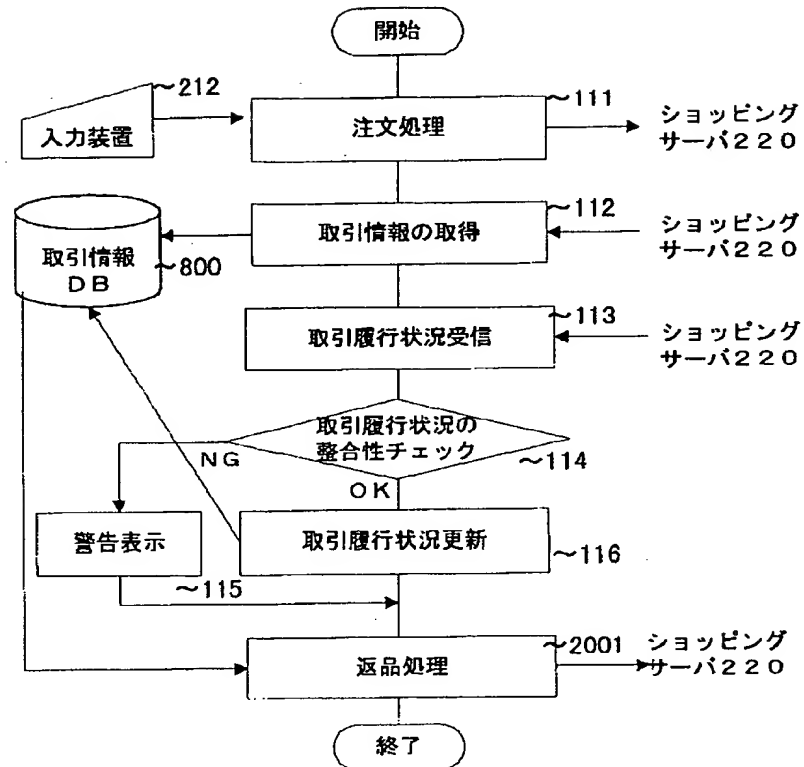 開始
～212
入力装置
～111
注文処理
ショッピング
サーバ２２０
～112
取引情報の取得
ショッピング
サーバ２２０
取引情報
ＤＢ
～800
～113
取引履行状況受信
ショッピング
サーバ２２０
取引履行状況の
整合性チェック
～114
ＮＧ
ＯＫ
警告表示
～115
取引履行状況更新
～116
～2001
返品処理
ショッピング
サーバ２２０
終了